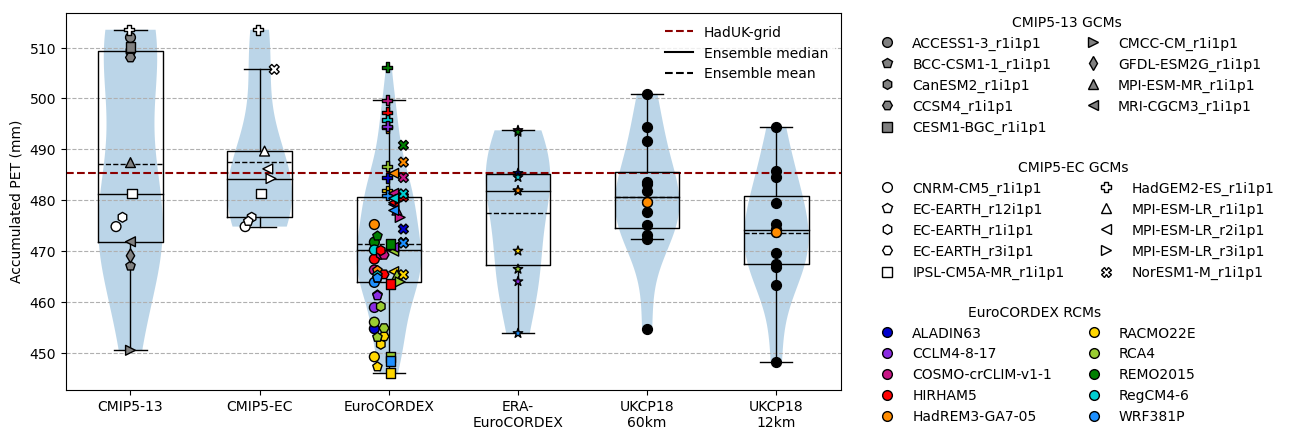 Accumulated PET (mm)
510
500
490
480
470
460
450
HadUK-grid
Ensemble median
Ensemble mean
CMIP5-13
CMIP5-EC
EuroCORDEX
ERA-
EuroCORDEX
UKCP18
60km
UKCP18
12km
CMIP5-13 GCMs
ACCESS1-3_r1i1p1
BCC-CSM1-1_r1i1p1
CanESM2_r1i1p1
CCSM4_r1i1p1
CESM1-BGC_r1i1p1
CMCC-CM_r1i1p1
GFDL-ESM2G_r1i1p1
MPI-ESM-MR_r1i1p1
MRI-CGCM3_r1i1p1
CMIP5-EC GCMs
CNRM-CM5_r1i1p1
EC-EARTH_r12i1p1
EC-EARTH_r1i1p1
EC-EARTH_r3i1p1
IPSL-CM5A-MR_r1i1p1
HadGEM2-ES_r1i1p1
MPI-ESM-LR_r1i1p1
MPI-ESM-LR_r2i1p1
MPI-ESM-LR_r3i1p1
NorESM1-M_r1i1p1
EuroCORDEX RCMs
ALADIN63
CCLM4-8-17
COSMO-crCLIM-v1-1
HIRHAM5
HadREM3-GA7-05
RACMO22E
RCA4
REMO2015
RegCM4-6
WRF381P